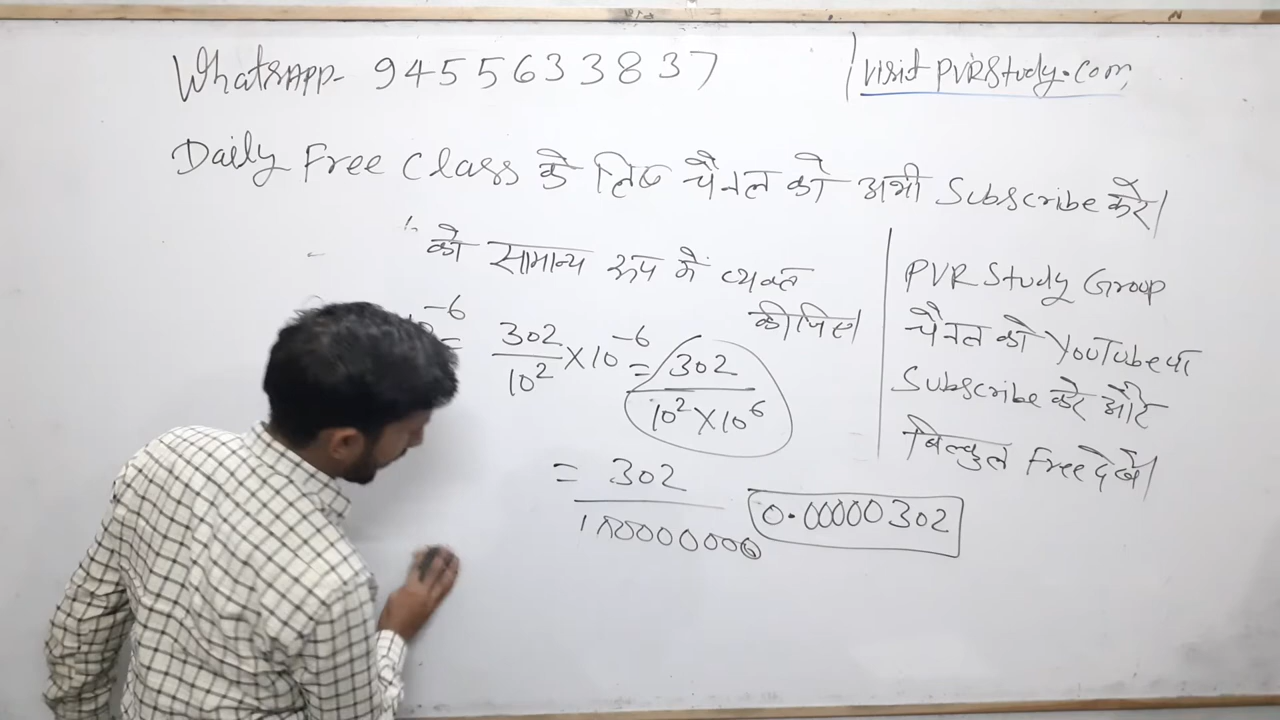 WhatsApp- 9455633837
|visit pvrstudy.com
Daily Free Class के लिए चैनल को अभी Subscribe करें|
को सामान्य रूप में व्यक्त
कीजिए|
-6
= 302/10² × 10⁻⁶ = 302/10² × 10⁶
= 302/100000000
0.00000302
PVR Study Group
चैनल को YouTube पर
Subscribe करें और
बिल्कुल Free देखें|